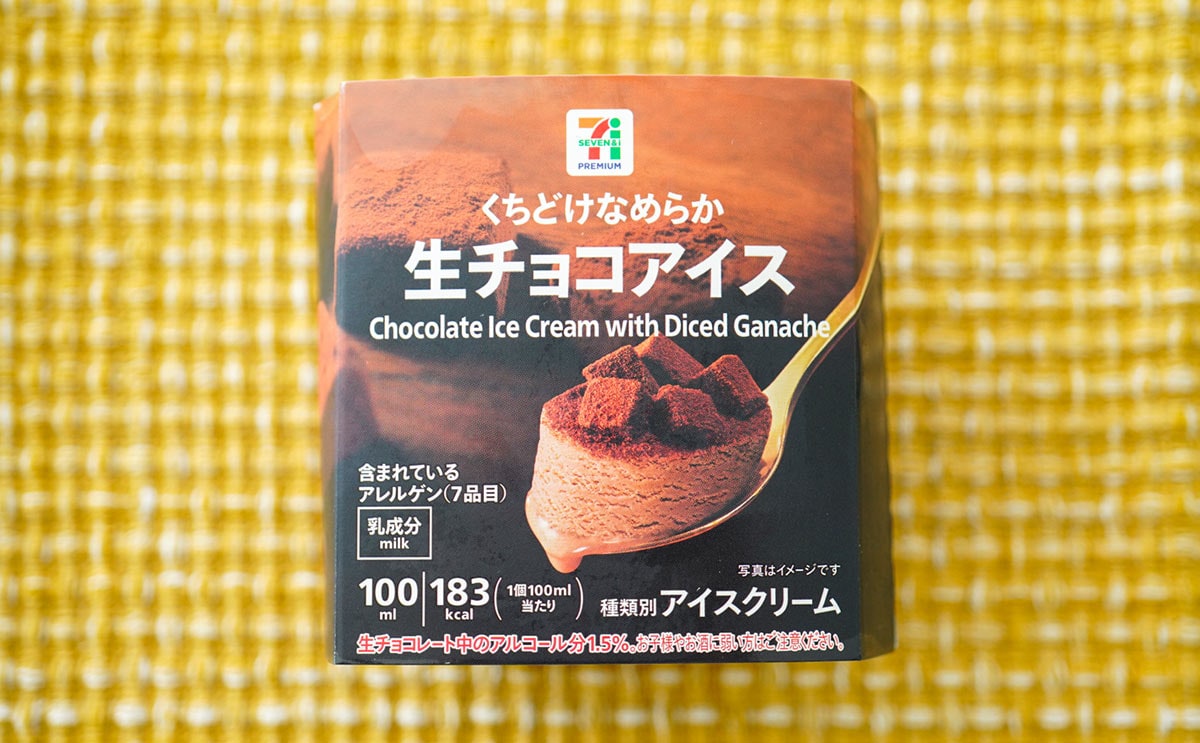 SEVEN&i
PREMIUM
くちどけなめらか
生チョコアイス
Chocolate Ice Cream with Diced Ganache
含まれている
アレルゲン(7品目)
乳成分
milk
写真はイメージです
100 ml 183 kcal (1個100ml当たり) 種類別 アイスクリーム
生チョコレート中のアルコール分1.5%。お子様やお酒に弱い方はご注意ください。